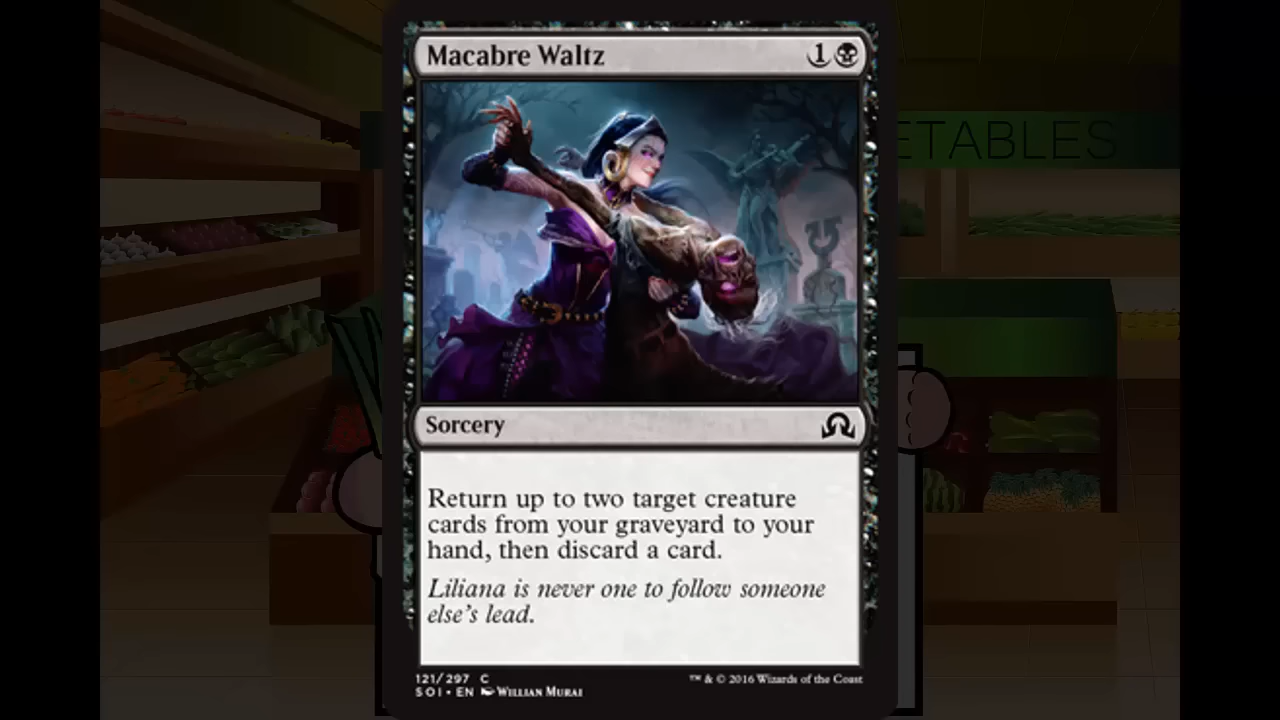 Macabre Waltz 1
ETABLES
Sorcery
Return up to two target creature
cards from your graveyard to your
hand, then discard a card.
Liliana is never one to follow someone
else's lead.
121/297 C
SOI • EN Willian Murai
™ & © 2016 Wizards of the Coast